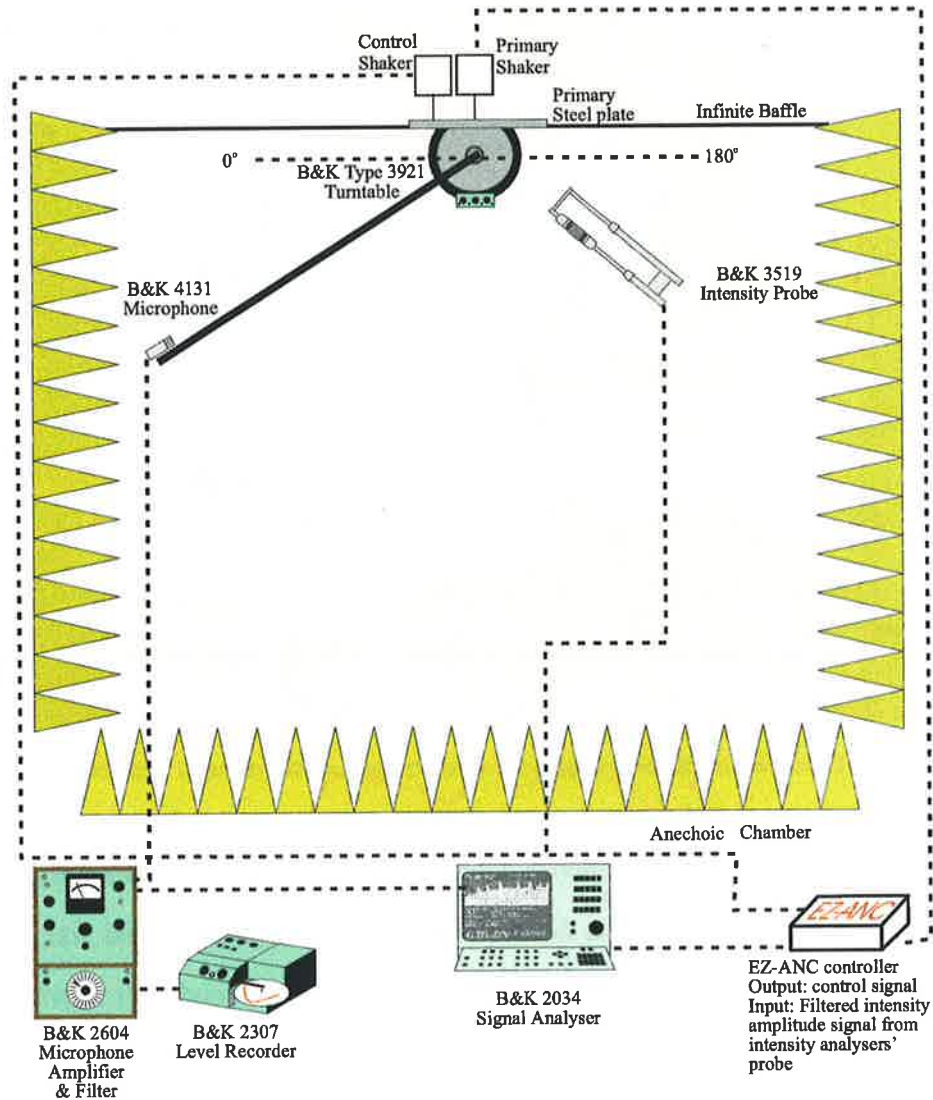 Control
Shaker
Primary
Shaker
Primary
Steel plate
Infinite Baffle
0°
180°
B&K Type 3921
Turntable
B&K 4131
Microphone
B&K 3519
Intensity Probe
Anechoic Chamber
EZ-ANC
B&K 2604
Microphone
Amplifier
& Filter
B&K 2307
Level Recorder
B&K 2034
Signal Analyser
EZ-ANC controller
Output: control signal
Input: Filtered intensity
amplitude signal from
intensity analysers'
probe